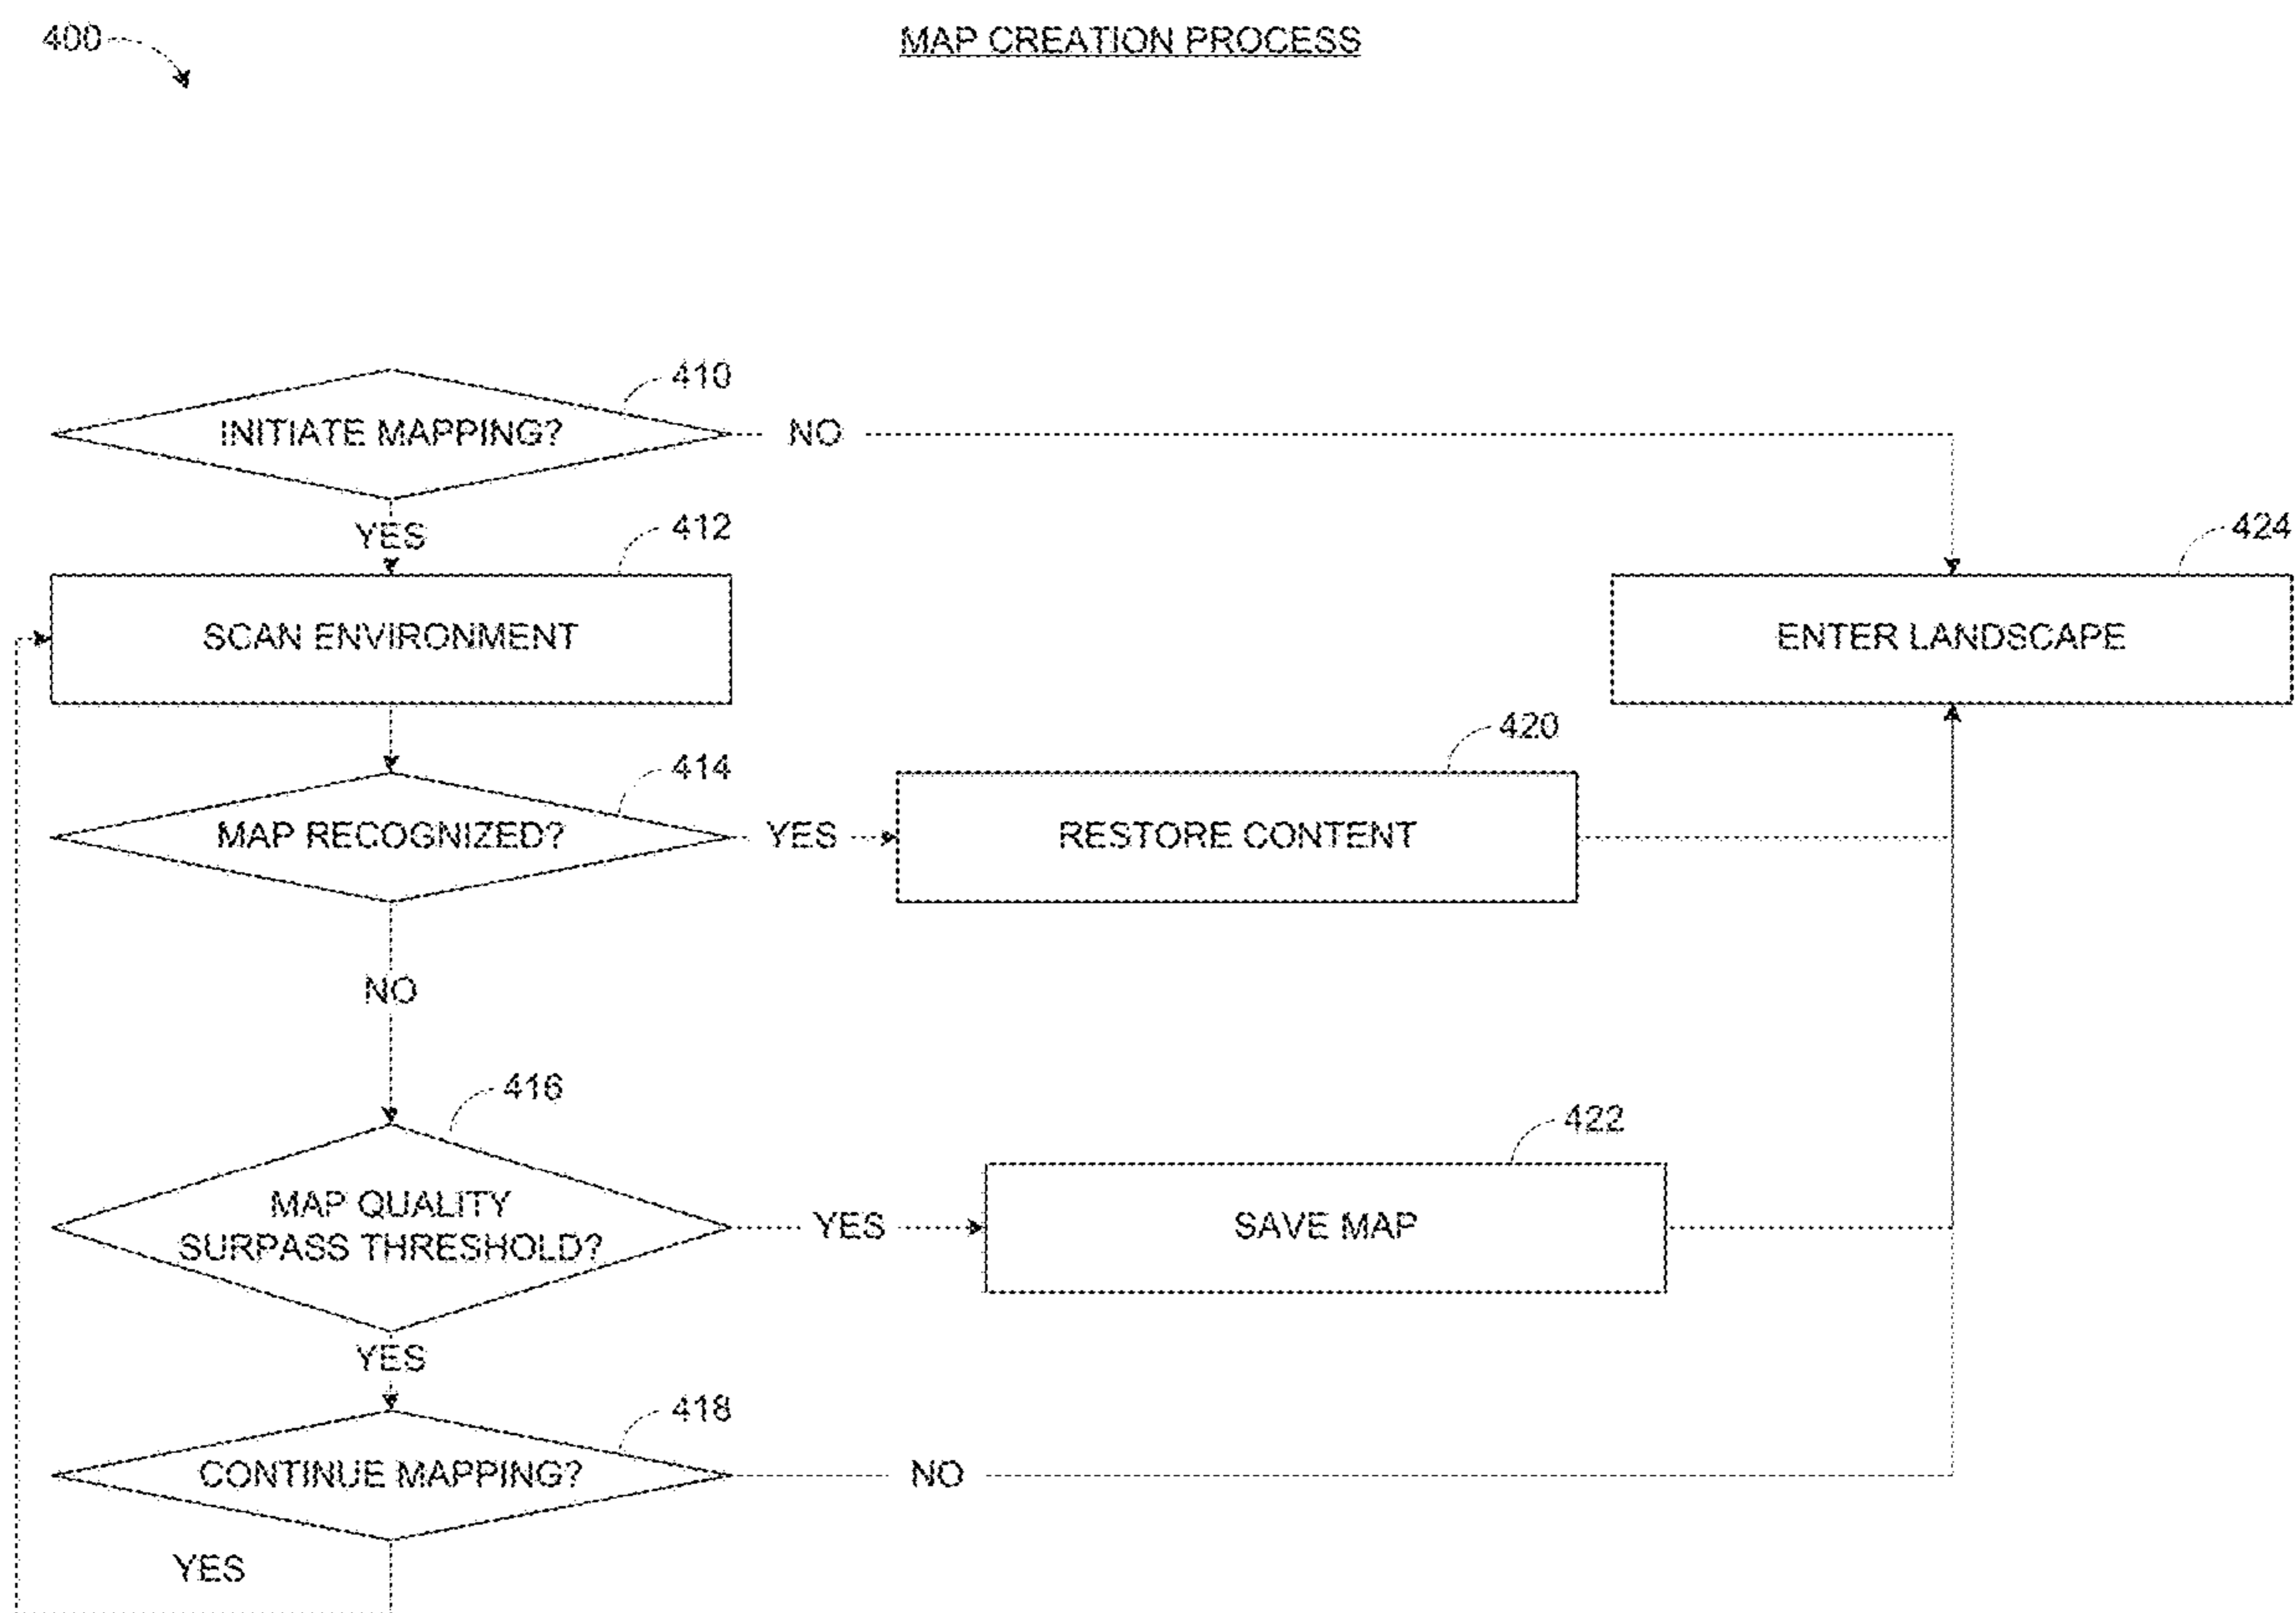 400
MAP CREATION PROCESS
410
INITIATE MAPPING?
NO
YES
412
424
SCAN ENVIRONMENT
ENTER LANDSCAPE
420
414
MAP RECOGNIZED?
YES
RESTORE CONTENT
NO
416
422
MAP QUALITY
SURPASS THRESHOLD?
YES
SAVE MAP
YES
418
CONTINUE MAPPING?
NO
YES